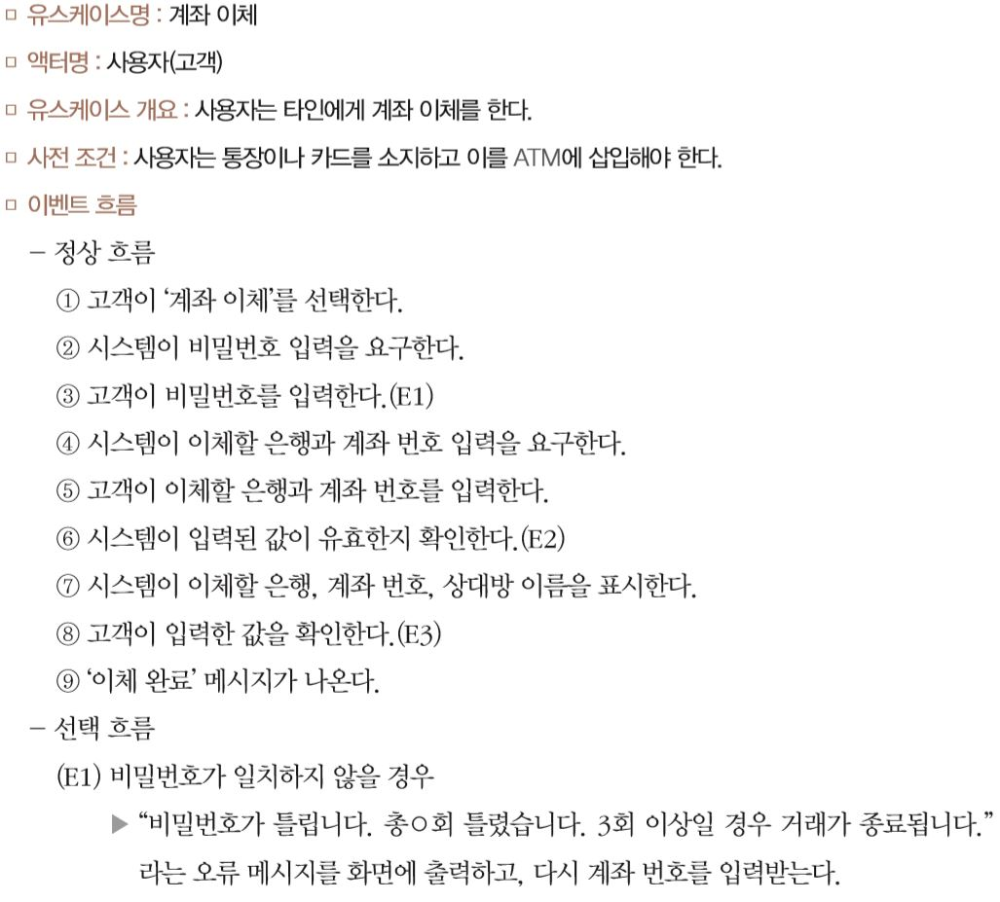 □ 유스케이스명 : 계좌 이체
□ 액터명 : 사용자(고객)
□ 유스케이스 개요 : 사용자는 타인에게 계좌 이체를 한다.
□ 사전 조건 : 사용자는 통장이나 카드를 소지하고 이를 ATM에 삽입해야 한다.
□ 이벤트 흐름
– 정상 흐름
① 고객이 ‘계좌 이체’를 선택한다.
② 시스템이 비밀번호 입력을 요구한다.
③ 고객이 비밀번호를 입력한다.(E1)
④ 시스템이 이체할 은행과 계좌 번호 입력을 요구한다.
⑤ 고객이 이체할 은행과 계좌 번호를 입력한다.
⑥ 시스템이 입력된 값이 유효한지 확인한다.(E2)
⑦ 시스템이 이체할 은행, 계좌 번호, 상대방 이름을 표시한다.
⑧ 고객이 입력한 값을 확인한다.(E3)
⑨ ‘이체 완료’ 메시지가 나온다.
– 선택 흐름
(E1) 비밀번호가 일치하지 않을 경우
▶ “비밀번호가 틀립니다. 총○회 틀렸습니다. 3회 이상일 경우 거래가 종료됩니다.”
라는 오류 메시지를 화면에 출력하고, 다시 계좌 번호를 입력받는다.